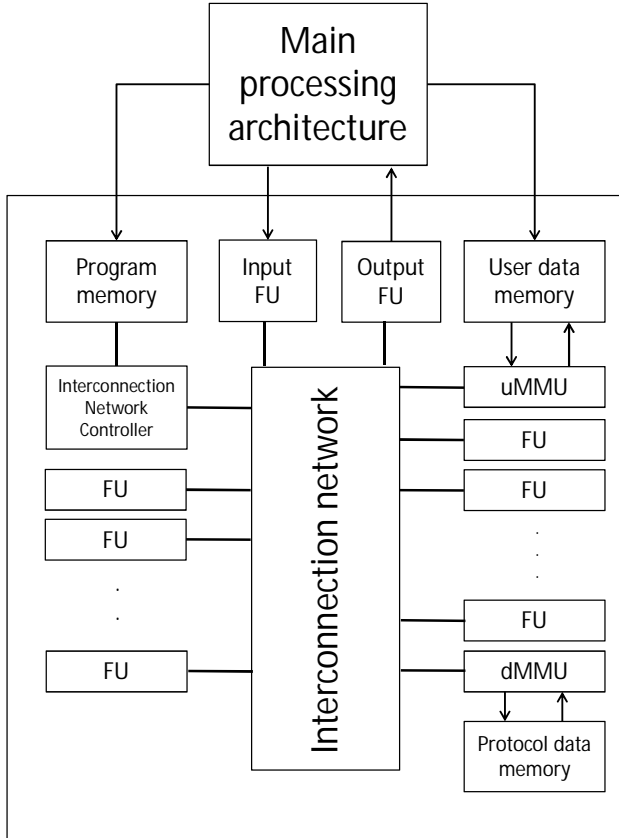 Main
processing
architecture
Program
memory
Input
FU
Output
FU
User data
memory
Interconnection
Network
Controller
Interconnection network
uMMU
FU
FU
FU
FU
.
.
.
.
.
FU
FU
dMMU
Protocol data
memory